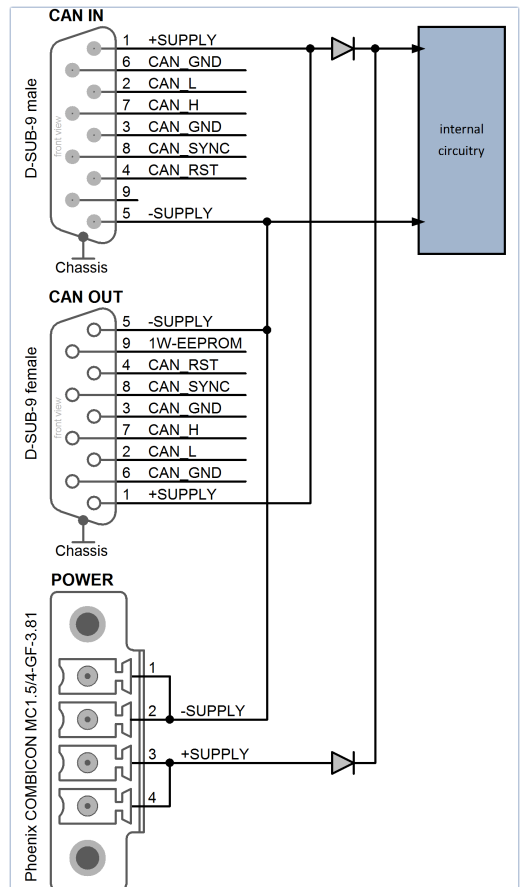 CAN IN
1 +SUPPLY
6 CAN_GND
2 CAN_L
7 CAN_H
3 CAN_GND
8 CAN_SYNC
4 CAN_RST
9
5 -SUPPLY
D-SUB-9 male
front view
Chassis
internal
circuitry
CAN OUT
5 -SUPPLY
9 1W-EEPROM
4 CAN_RST
8 CAN_SYNC
3 CAN_GND
7 CAN_H
2 CAN_L
6 CAN_GND
1 +SUPPLY
D-SUB-9 female
front view
Chassis
POWER
1
2 -SUPPLY
3 +SUPPLY
4
Phoenix COMBICON MC1.5/4-GF-3.81